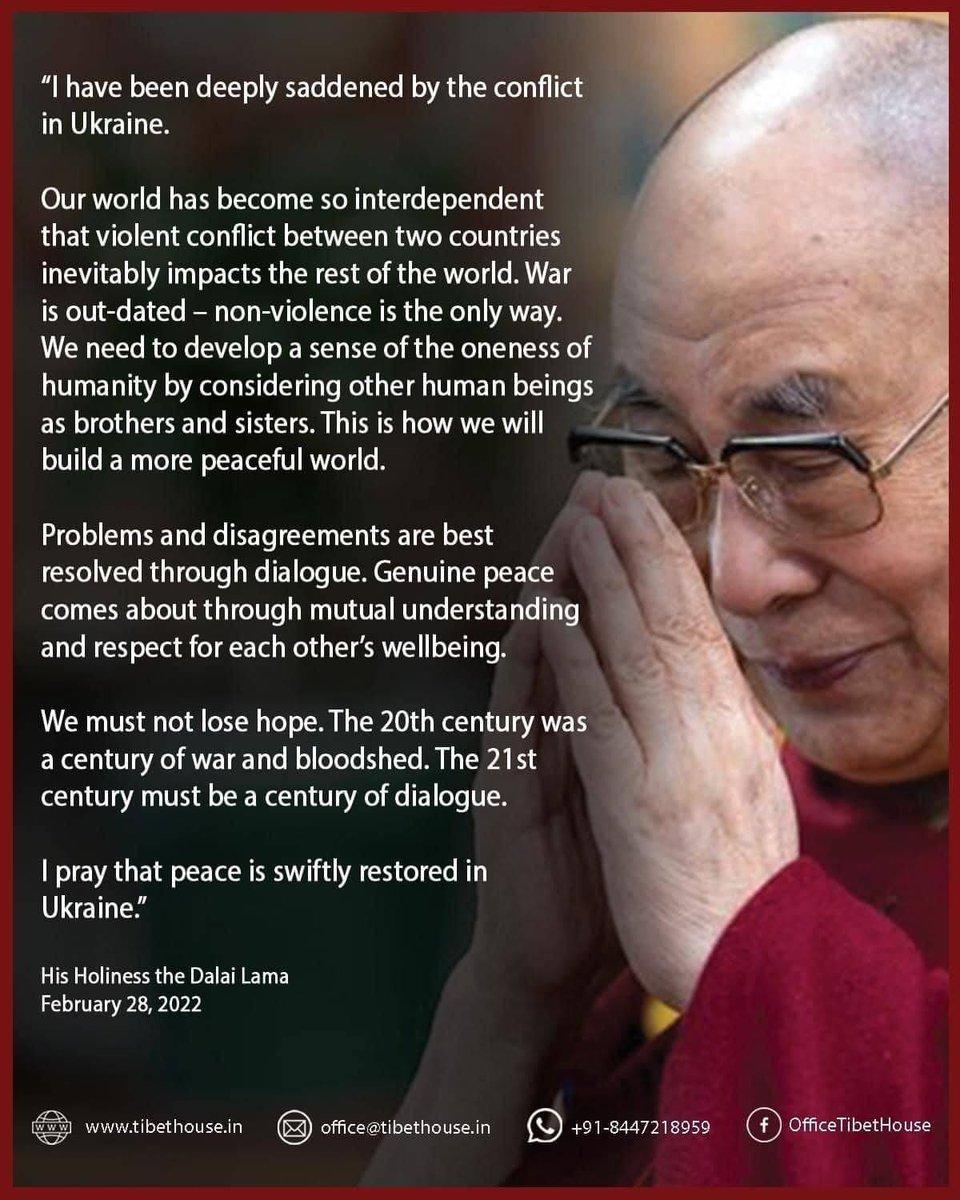 “I have been deeply saddened by the conflict
in Ukraine.
Our world has become so interdependent
that violent conflict between two countries
inevitably impacts the rest of the world. War
is out-dated – non-violence is the only way.
We need to develop a sense of the oneness of
humanity by considering other human beings
as brothers and sisters. This is how we will
build a more peaceful world.
Problems and disagreements are best
resolved through dialogue. Genuine peace
comes about through mutual understanding
and respect for each other’s wellbeing.
We must not lose hope. The 20th century was
a century of war and bloodshed. The 21st
century must be a century of dialogue.
I pray that peace is swiftly restored in
Ukraine.”
His Holiness the Dalai Lama
February 28, 2022
WWW www.tibethouse.in office@tibethouse.in +91-8447218959 f OfficeTibetHouse